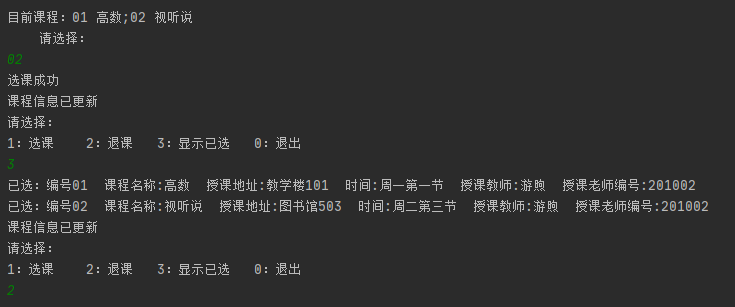 目前课程：01 高数;02 视听说
请选择：
02
选课成功
课程信息已更新
请选择：
1：选课    2：退课   3：显示已选   0：退出
3
已选：编号01  课程名称:高数  授课地址:教学楼101  时间:周一第一节  授课教师:游煦  授课老师编号:201002
已选：编号02  课程名称:视听说  授课地址:图书馆503  时间:周二第三节  授课教师:游煦  授课老师编号:201002
课程信息已更新
请选择：
1：选课    2：退课   3：显示已选   0：退出
2